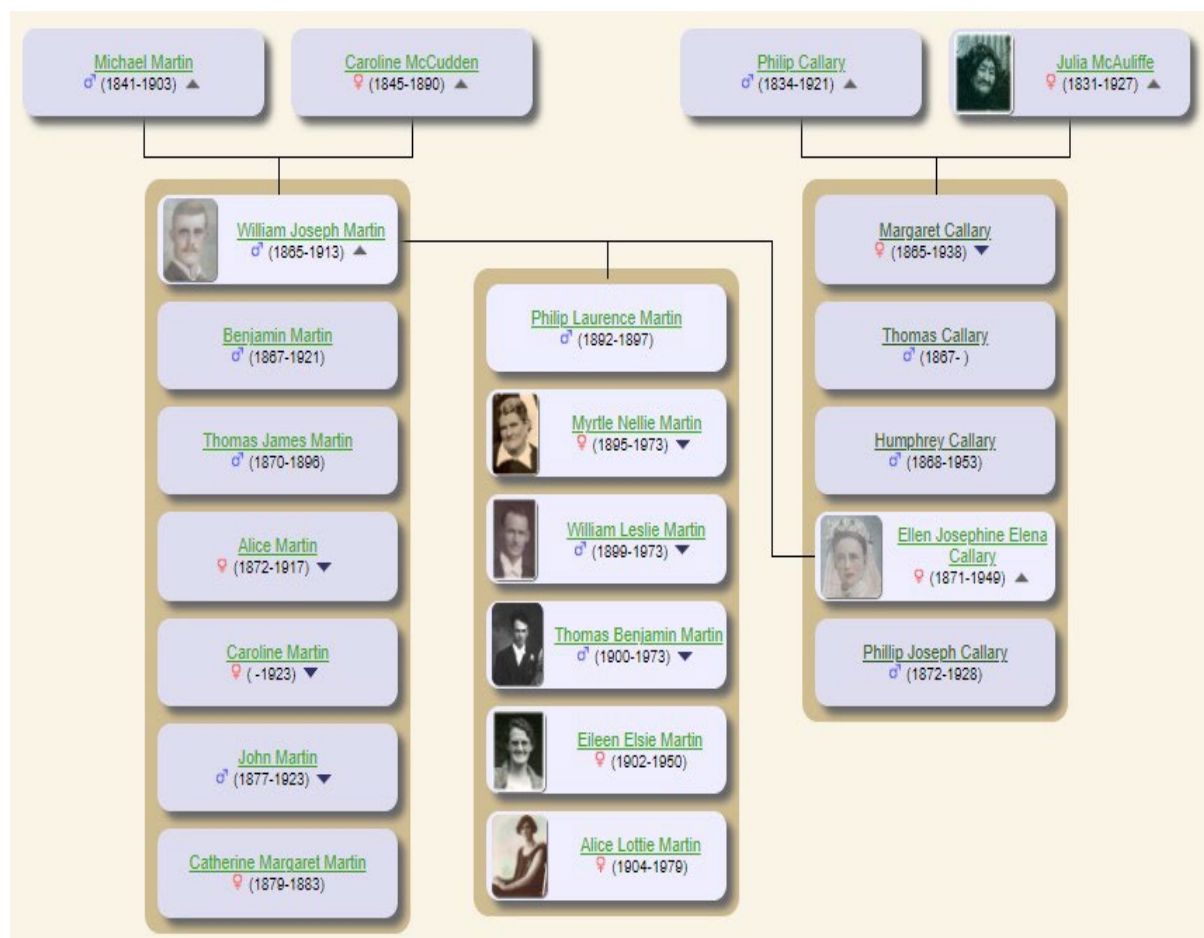 Michael Martin
♂ (1841-1903) ▲
Caroline McCudden
♀ (1845-1890) ▲
Philip Callary
♂ (1834-1921) ▲
Julia McAuliffe
♀ (1831-1927) ▲
William Joseph Martin
♂ (1865-1913) ▲
Benjamin Martin
♂ (1867-1921)
Thomas James Martin
♂ (1870-1896)
Alice Martin
♀ (1872-1917) ▼
Caroline Martin
♀ ( -1923) ▼
John Martin
♂ (1877-1923) ▼
Catherine Margaret Martin
♀ (1879-1883)
Philip Laurence Martin
♂ (1892-1897)
Myrtle Nellie Martin
♀ (1895-1973) ▼
William Leslie Martin
♂ (1899-1973) ▼
Thomas Benjamin Martin
♂ (1900-1973) ▼
Eileen Elsie Martin
♀ (1902-1950)
Alice Lottie Martin
♀ (1904-1979)
Margaret Callary
♀ (1865-1938) ▼
Thomas Callary
♂ (1867- )
Humphrey Callary
♂ (1868-1953)
Ellen Josephine Elena
Callary
♀ (1871-1949) ▲
Phillip Joseph Callary
♂ (1872-1928)